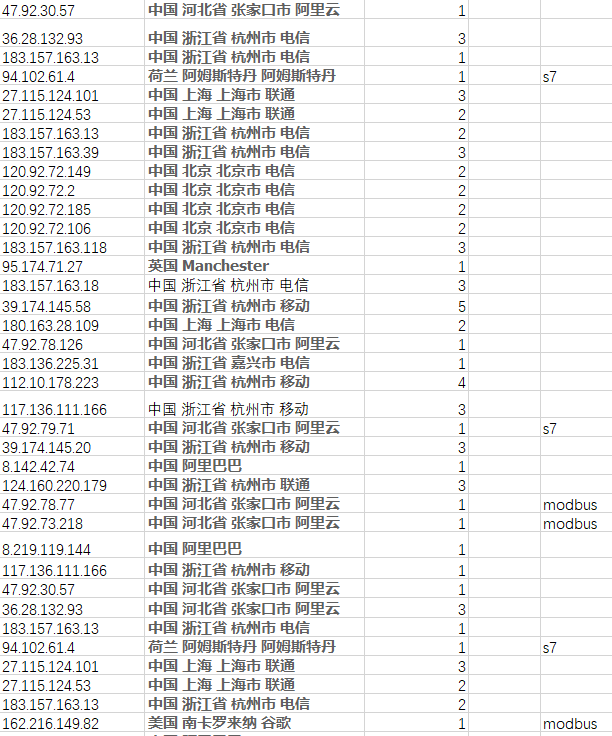 47.92.30.57 中国 河北省 张家口市 阿里云 1
36.28.132.93 中国 浙江省 杭州市 电信 3
183.157.163.13 中国 浙江省 杭州市 电信 1
94.102.61.4 荷兰 阿姆斯特丹 阿姆斯特丹 1 s7
27.115.124.101 中国 上海 上海市 联通 3
27.115.124.53 中国 上海 上海市 联通 2
183.157.163.13 中国 浙江省 杭州市 电信 2
183.157.163.39 中国 浙江省 杭州市 电信 3
120.92.72.149 中国 北京 北京市 电信 2
120.92.72.2 中国 北京 北京市 电信 2
120.92.72.185 中国 北京 北京市 电信 2
120.92.72.106 中国 北京 北京市 电信 2
183.157.163.118 中国 浙江省 杭州市 电信 3
95.174.71.27 英国 Manchester 1
183.157.163.18 中国 浙江省 杭州市 电信 3
39.174.145.58 中国 浙江省 杭州市 移动 5
180.163.28.109 中国 上海 上海市 电信 2
47.92.78.126 中国 河北省 张家口市 阿里云 1
183.136.225.31 中国 浙江省 嘉兴市 电信 1
112.10.178.223 中国 浙江省 杭州市 移动 4
117.136.111.166 中国 浙江省 杭州市 移动 3
47.92.79.71 中国 河北省 张家口市 阿里云 1 s7
39.174.145.20 中国 浙江省 杭州市 移动 3
8.142.42.74 中国 阿里巴巴 1
124.160.220.179 中国 浙江省 杭州市 联通 3
47.92.78.77 中国 河北省 张家口市 阿里云 1 modbus
47.92.73.218 中国 河北省 张家口市 阿里云 1 modbus
8.219.119.144 中国 阿里巴巴 1
117.136.111.166 中国 浙江省 杭州市 移动 1
47.92.30.57 中国 河北省 张家口市 阿里云 1
36.28.132.93 中国 河北省 张家口市 阿里云 3
183.157.163.13 中国 浙江省 杭州市 电信 1
94.102.61.4 荷兰 阿姆斯特丹 阿姆斯特丹 1 s7
27.115.124.101 中国 上海 上海市 联通 3
27.115.124.53 中国 上海 上海市 联通 2
183.157.163.13 中国 浙江省 杭州市 电信 2
162.216.149.82 美国 南卡罗来纳 谷歌 1 modbus